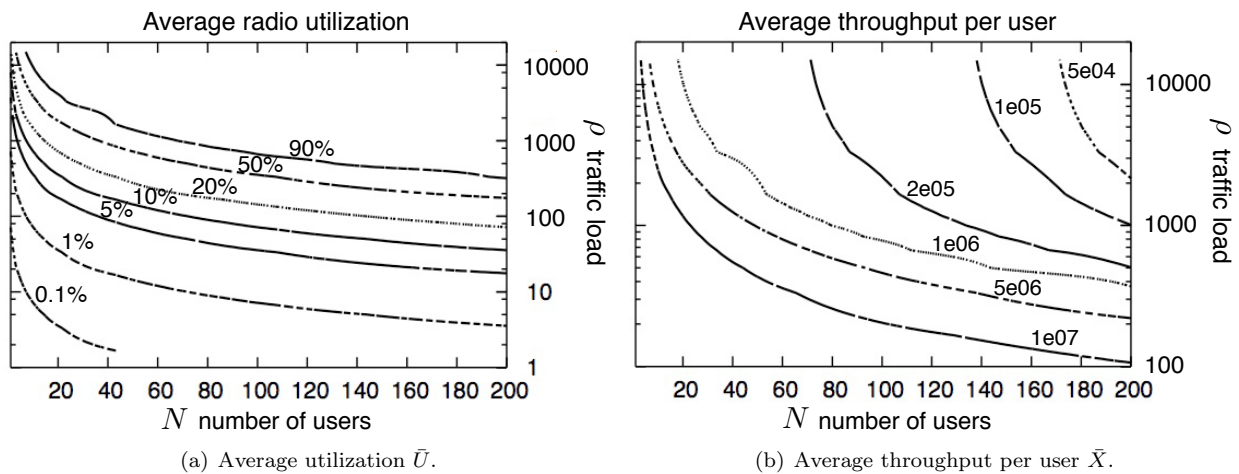 Average radio utilization
10000
1000
100
10
1
ρ traffic load
90%
50%
20%
10%
5%
1%
0.1%
20 40 60 80 100 120 140 160 180 200
N number of users
(a) Average utilization Ū.
Average throughput per user
10000
1000
100
ρ traffic load
5e04
1e05
2e05
1e06
5e06
1e07
20 40 60 80 100 120 140 160 180 200
N number of users
(b) Average throughput per user X̄.